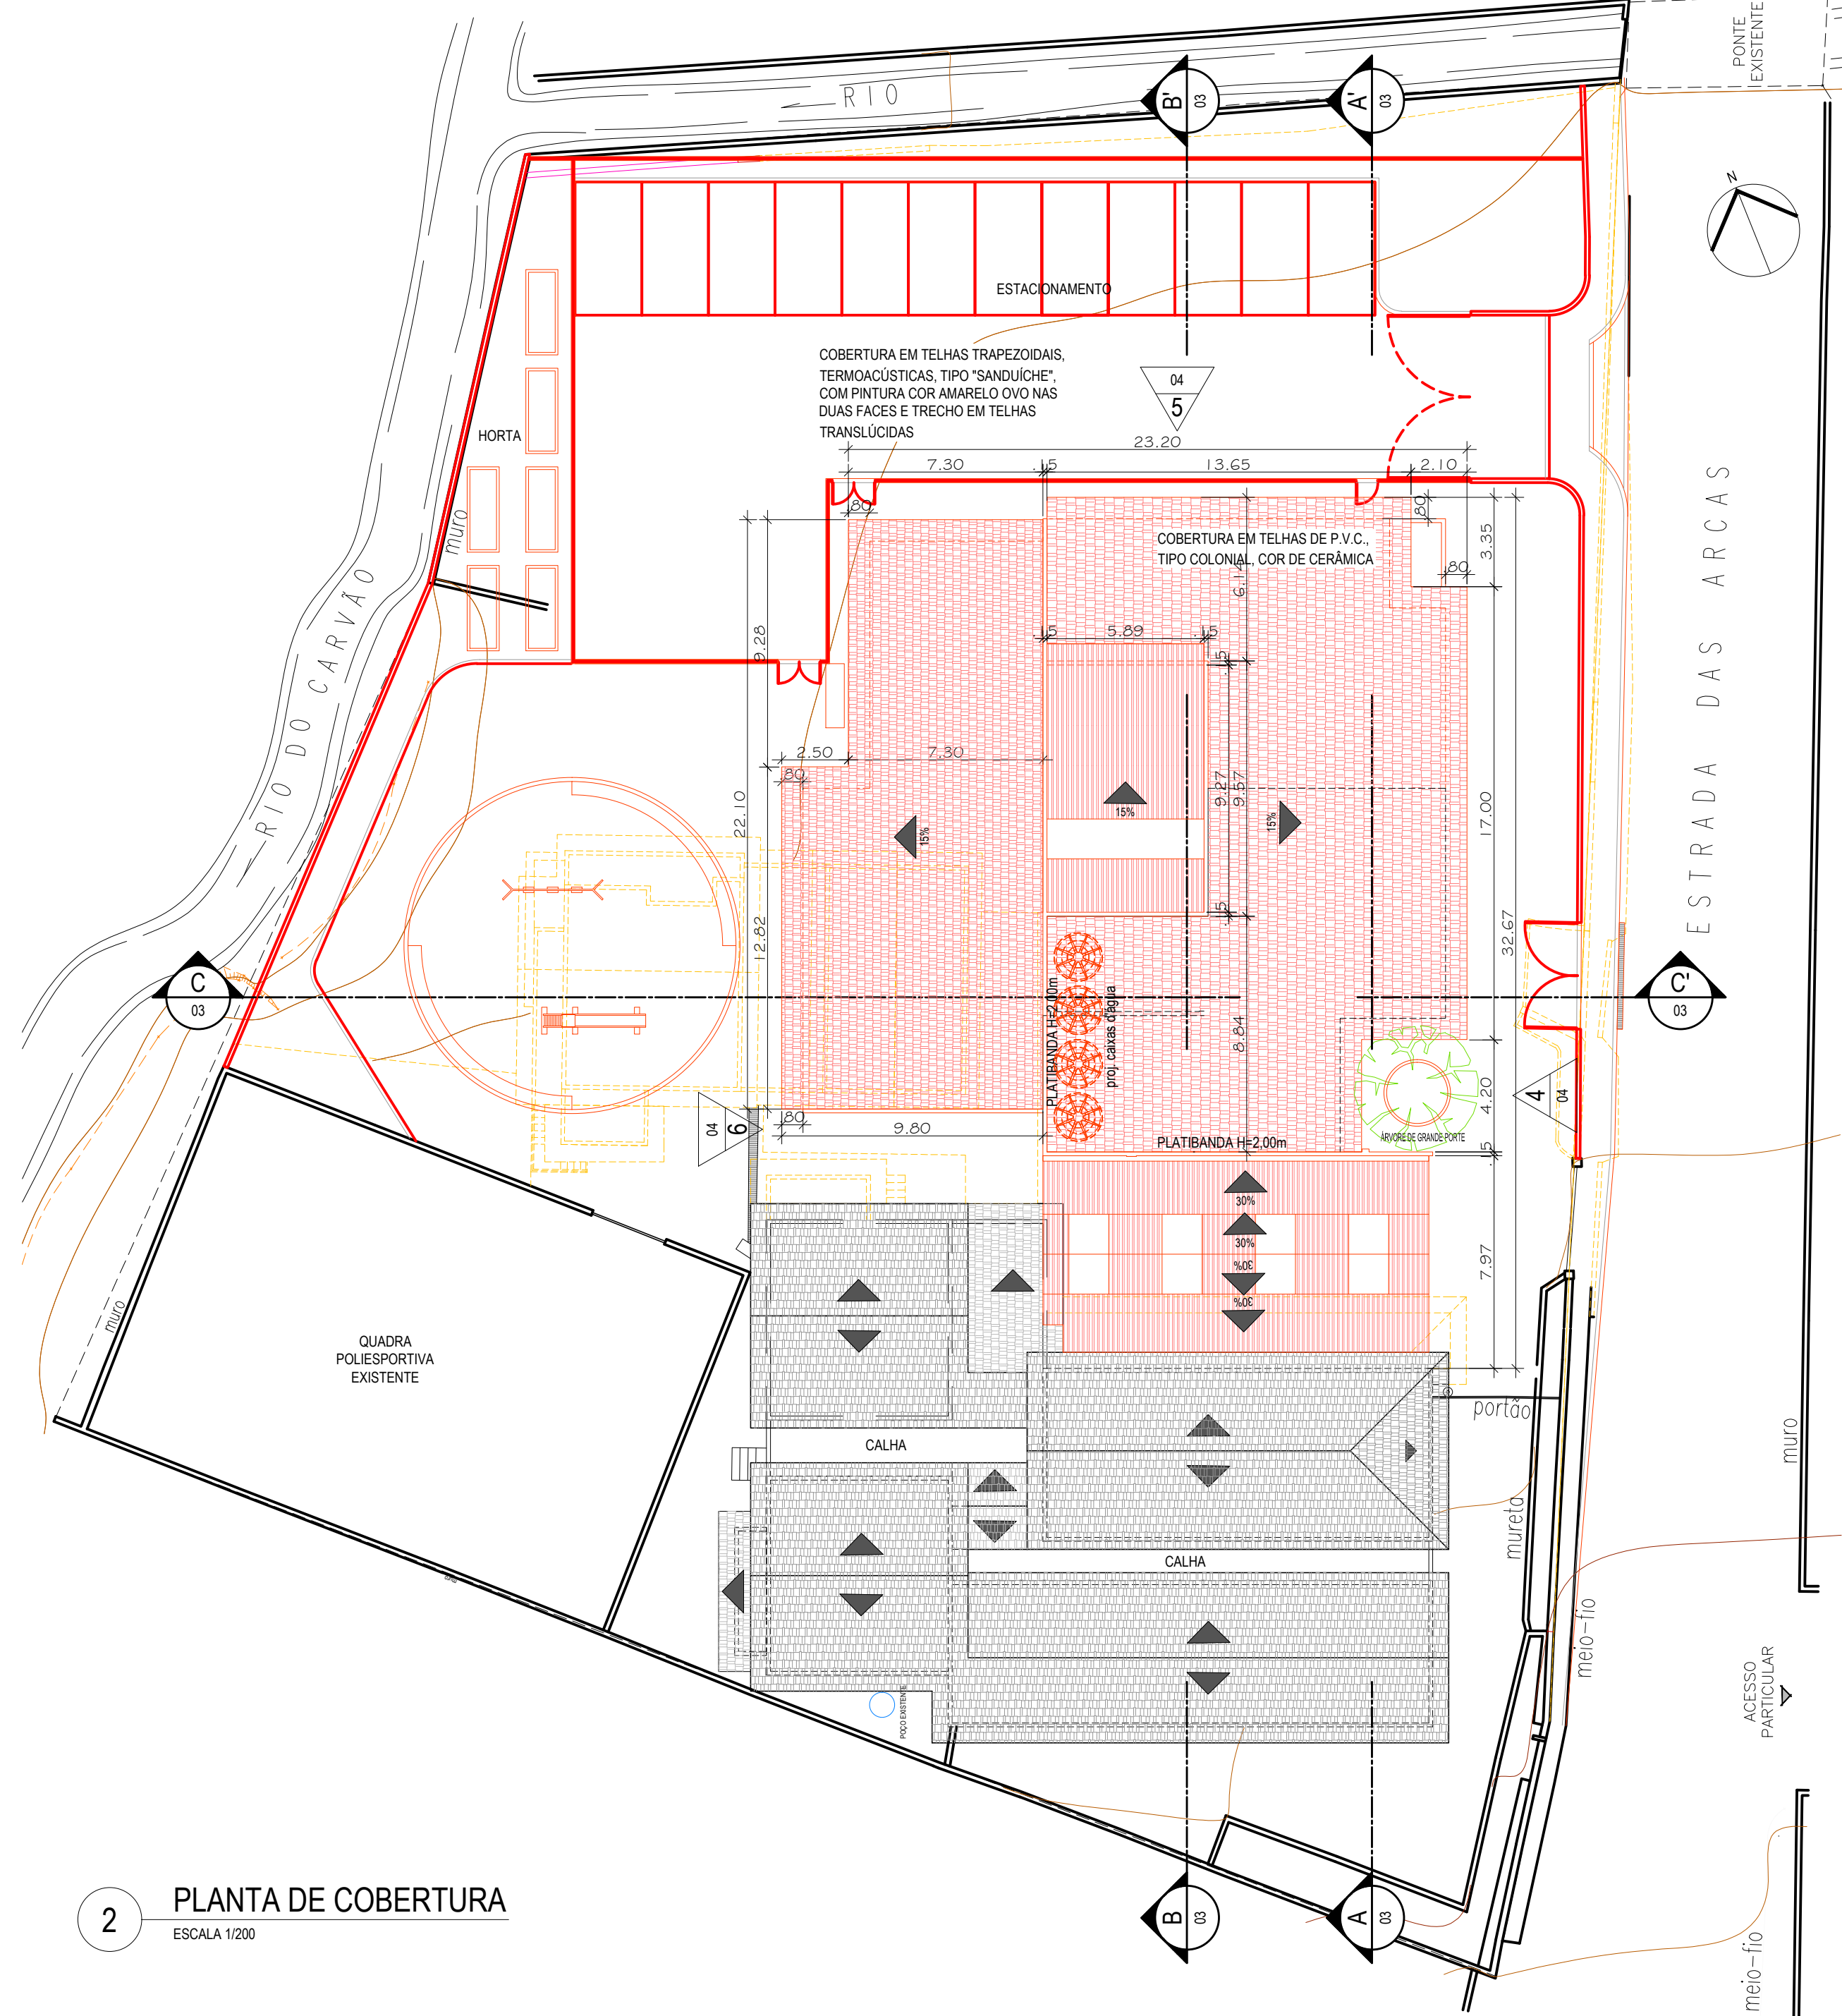 PONTE
EXISTENTE
RIO
B'
03
A'
03
N
ESTACIONAMENTO
COBERTURA EM TELHAS TRAPEZOIDAIS,
TERMOACÚSTICAS, TIPO "SANDUÍCHE",
COM PINTURA COR AMARELO OVO NAS
DUAS FACES E TRECHO EM TELHAS
TRANSLÚCIDAS
04
5
HORTA
muro
23.20
7.30
.15
13.65
2.10
.80
.80
3.35
COBERTURA EM TELHAS DE P.V.C.,
TIPO COLONIAL, COR DE CERÂMICA
.80
6.14
ESTRADA DAS ARCAS
RIO DO CARVÃO
9.28
.15
5.89
.15
.15
2.50
7.30
.80
22.10
15%
15%
9.27
9.57
15%
17.00
12.82
.15
32.67
C
03
C'
03
PLATIBANDA H=2,00m
proj. caixas d'água
8.84
4.20
4
04
04
6
.80
9.80
ÁRVORE DE GRANDE PORTE
PLATIBANDA H=2,00m
.15
30%
30%
30%
30%
7.97
muro
QUADRA
POLIESPORTIVA
EXISTENTE
portão
CALHA
muro
mureta
CALHA
meio-fio
POÇO EXISTENTE
ACESSO
PARTICULAR
2
PLANTA DE COBERTURA
ESCALA 1/200
B
03
A
03
meio-fio